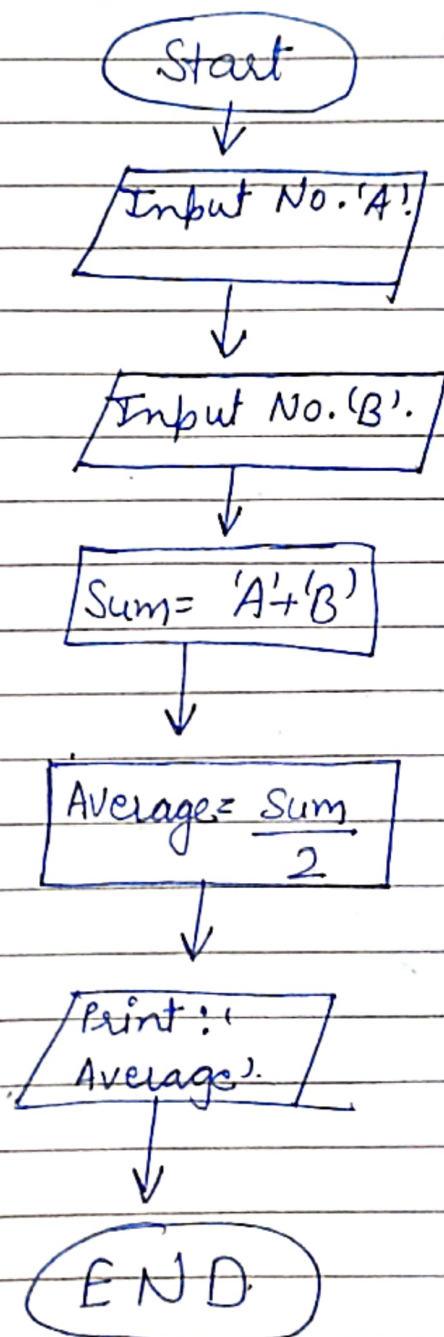 Start
Input No. 'A'.
Input No. 'B'.
Sum = 'A'+'B'
Average = Sum
2
Print : '
Average'.
END